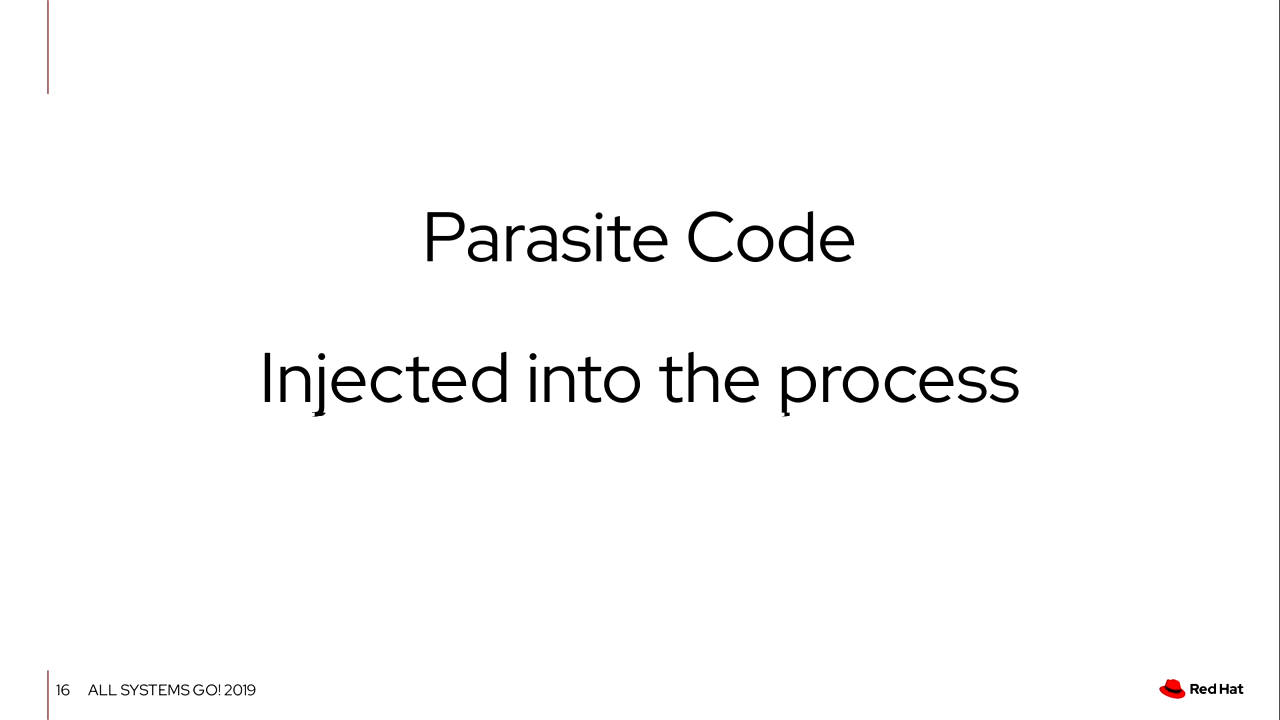 Parasite Code
Injected into the process
16 ALL SYSTEMS GO! 2019
Red Hat